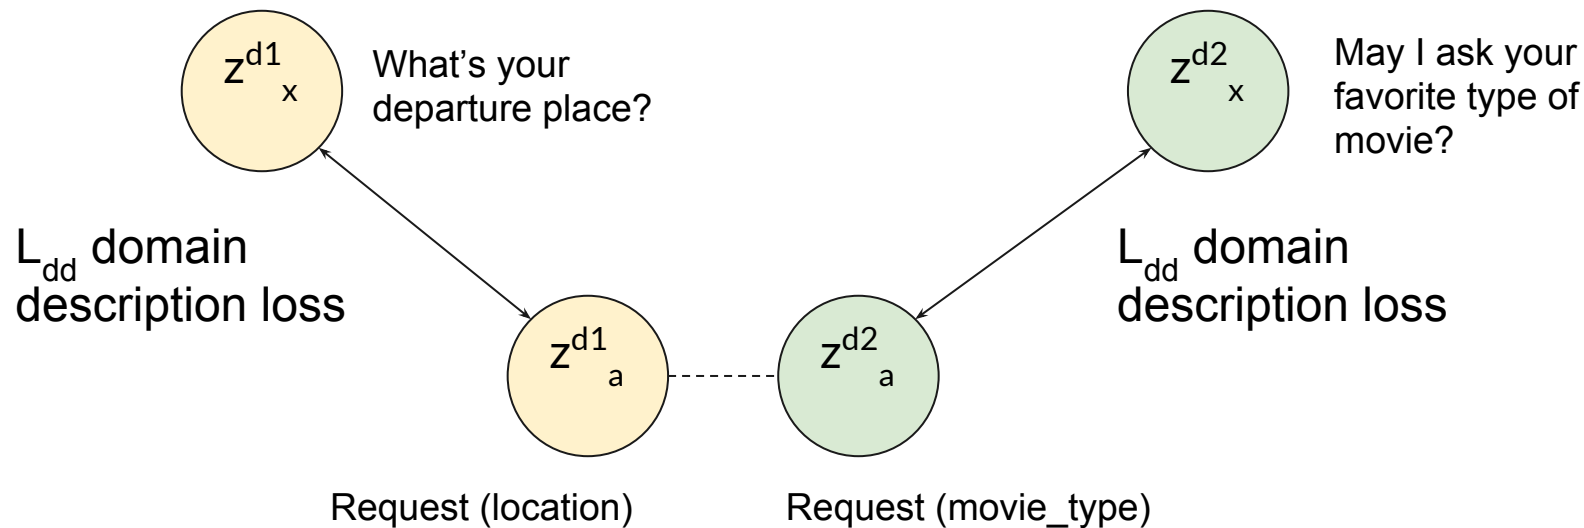 z^d1_x
What's your
departure place?
z^d2_x
May I ask your
favorite type of
movie?
L_dd domain
description loss
L_dd domain
description loss
z^d1_a
z^d2_a
Request (location)
Request (movie_type)